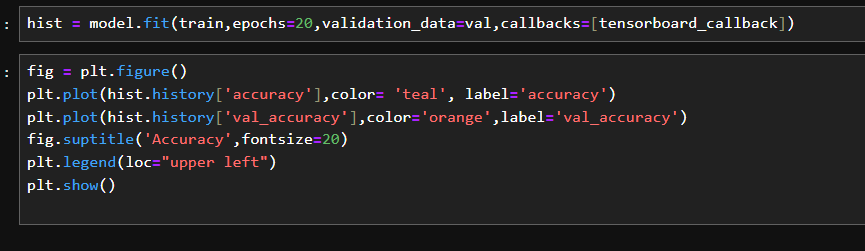 : hist = model.fit(train,epochs=20,validation_data=val,callbacks=[tensorboard_callback])
: fig = plt.figure()
plt.plot(hist.history['accuracy'],color= 'teal', label='accuracy')
plt.plot(hist.history['val_accuracy'],color='orange',label='val_accuracy')
fig.suptitle('Accuracy',fontsize=20)
plt.legend(loc="upper left")
plt.show()